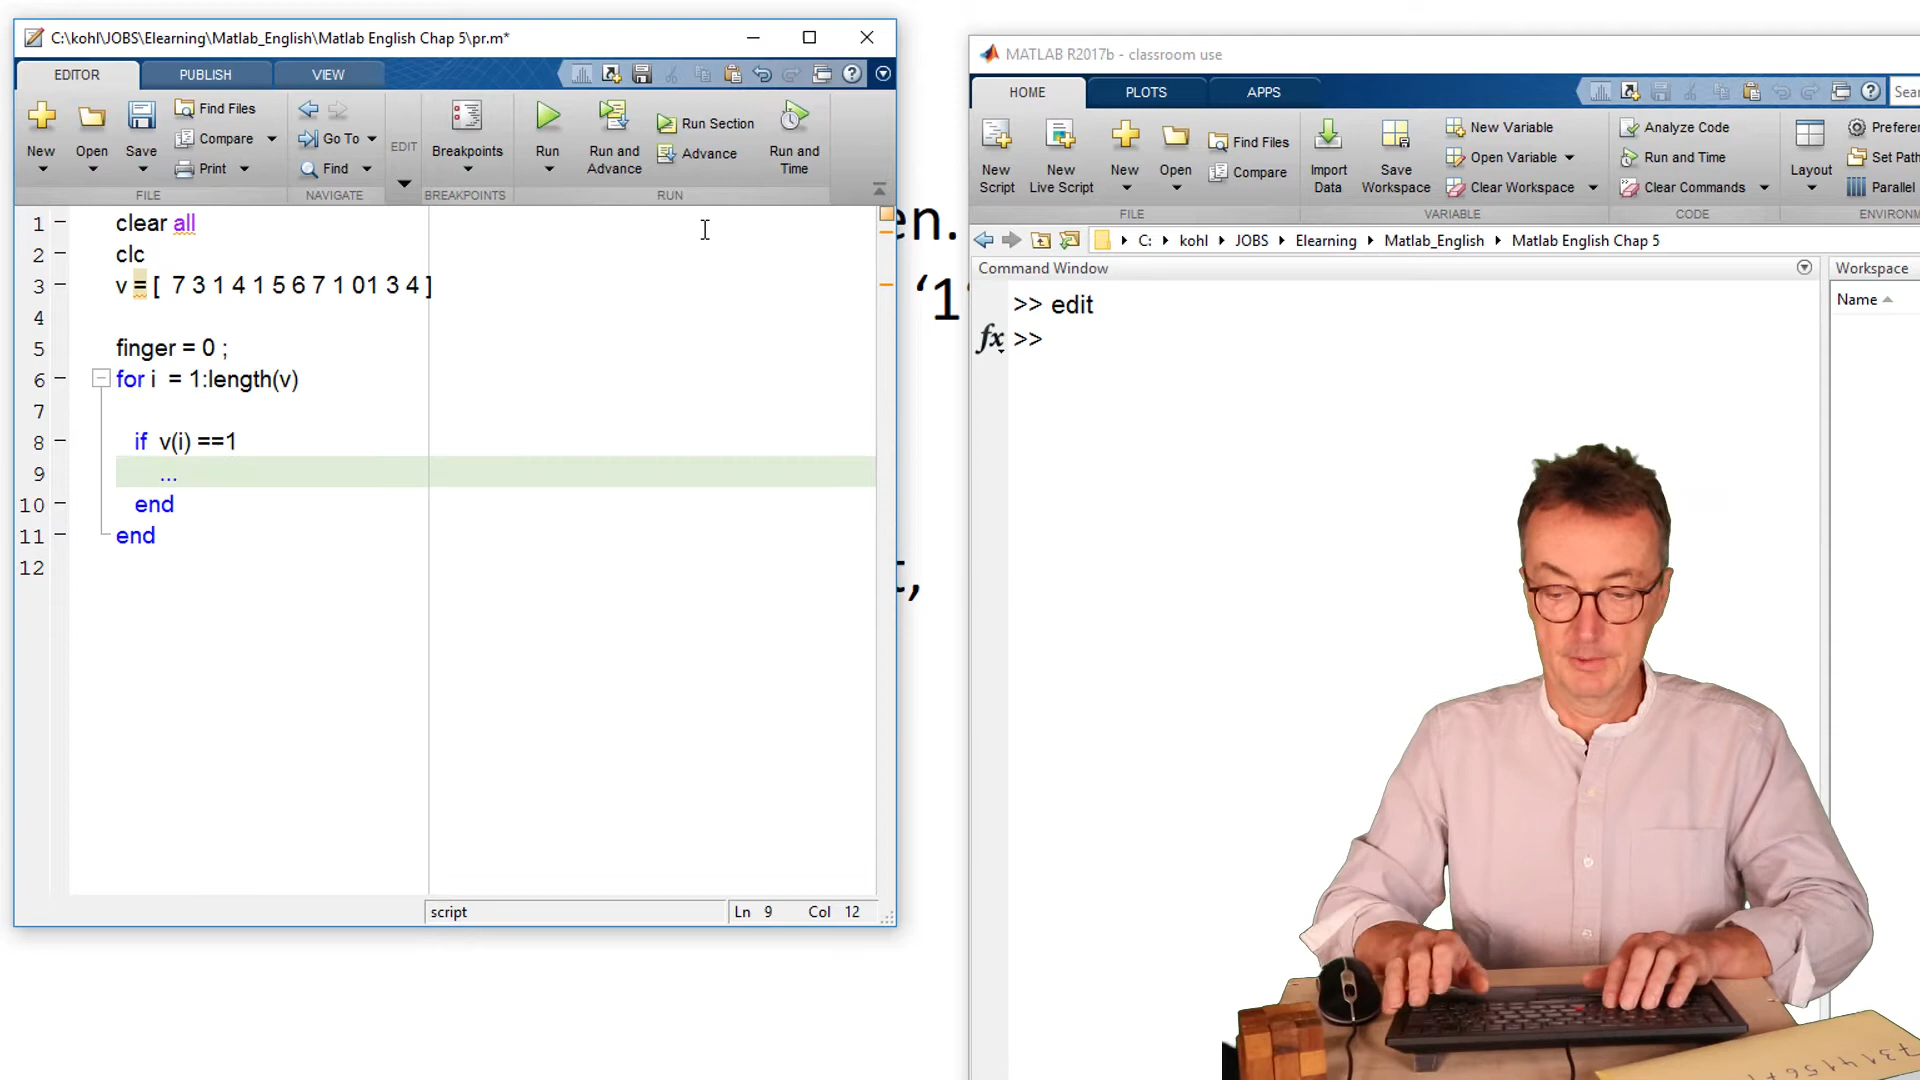 C:\kohl\JOBS\Elearning\Matlab_English\Matlab English Chap 5\pr.m*
EDITOR PUBLISH VIEW
New Open Save
Find Files
Compare
Print
Go To
Find
EDIT
Breakpoints
Run
Run and Advance
Run Section
Advance
Run and Time
FILE NAVIGATE BREAKPOINTS RUN
1 clear all
2 clc
3 v = [ 7 3 1 4 1 5 6 7 1 01 3 4 ]
4
5 finger = 0 ;
6 for i = 1:length(v)
7
8 if v(i) ==1
9 ...
10 end
11 end
12
script Ln 9 Col 12
en.
‘1
t,
MATLAB R2017b - classroom use
HOME PLOTS APPS
New Script
New Live Script
New
Open
Find Files
Compare
Import Data
Save Workspace
New Variable
Open Variable
Clear Workspace
Analyze Code
Run and Time
Clear Commands
Layout
Prefere
Set Path
Parallel
FILE VARIABLE CODE ENVIRONM
C: kohl JOBS Elearning Matlab_English Matlab English Chap 5
Command Window
>> edit
fx >>
Workspace
Name